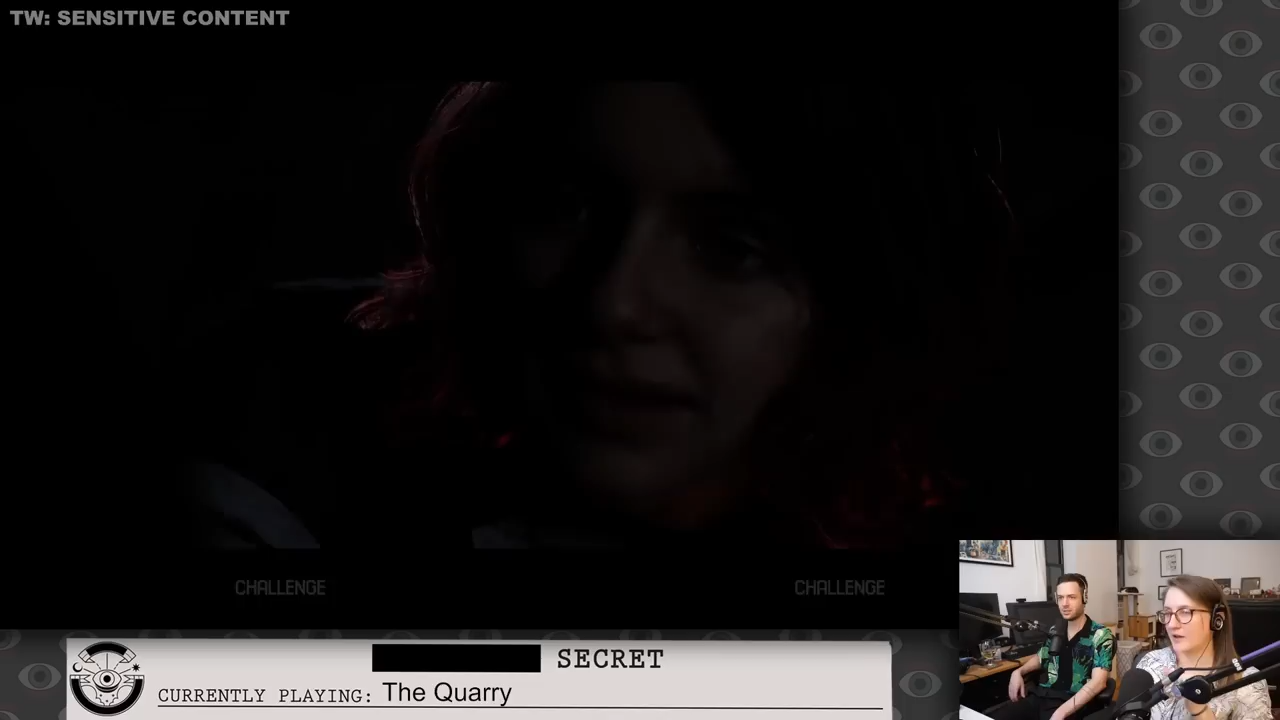 TW: SENSITIVE CONTENT
CHALLENGE CHALLENGE
SECRET
CURRENTLY PLAYING: The Quarry